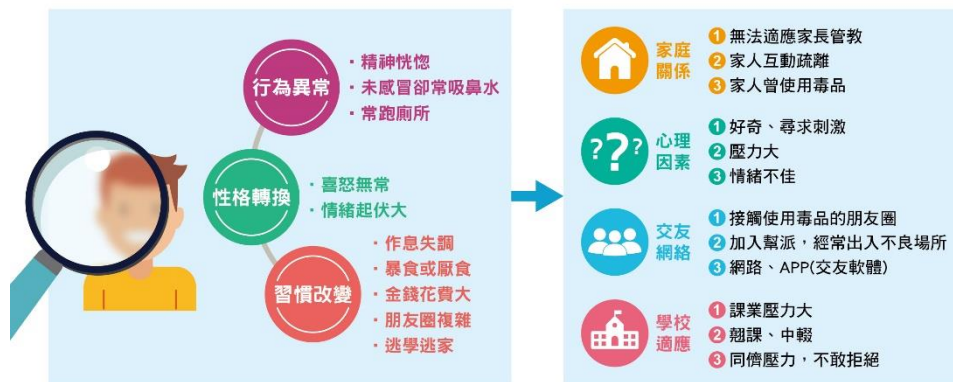 行為異常
・精神恍惚
・未感冒卻常吸鼻水
・常跑廁所
性格轉換
・喜怒無常
・情緒起伏大
習慣改變
・作息失調
・暴食或厭食
・金錢花費大
・朋友圈複雜
・逃學逃家
家庭
關係
1 無法適應家長管教
2 家人互動疏離
3 家人曾使用毒品
???
心理
因素
1 好奇、尋求刺激
2 壓力大
3 情緒不佳
交友
網絡
1 接觸使用毒品的朋友圈
2 加入幫派，經常出入不良場所
3 網路、APP(交友軟體)
學校
適應
1 課業壓力大
2 翹課、中輟
3 同儕壓力，不敢拒絕